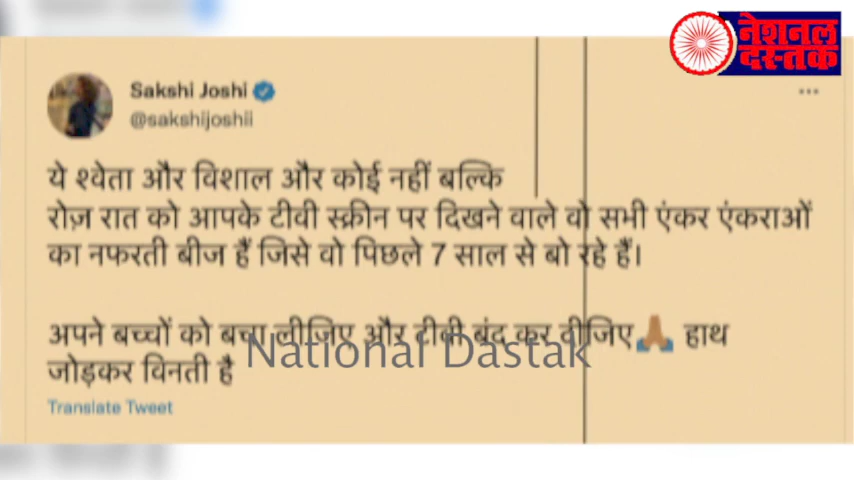 नेशनल
दस्तक
Sakshi Joshi
@sakshijoshii
ये श्वेता और विशाल और कोई नहीं बल्कि
रोज़ रात को आपके टीवी स्क्रीन पर दिखने वाले वो सभी एंकर एंकराओं
का नफरती बीज हैं जिसे वो पिछले 7 साल से बो रहे हैं।
अपने बच्चों को बचा लीजिए और टीवी बंद कर दीजिए🙏🏽 हाथ
National Dastak
जोड़कर विनती है
Translate Tweet